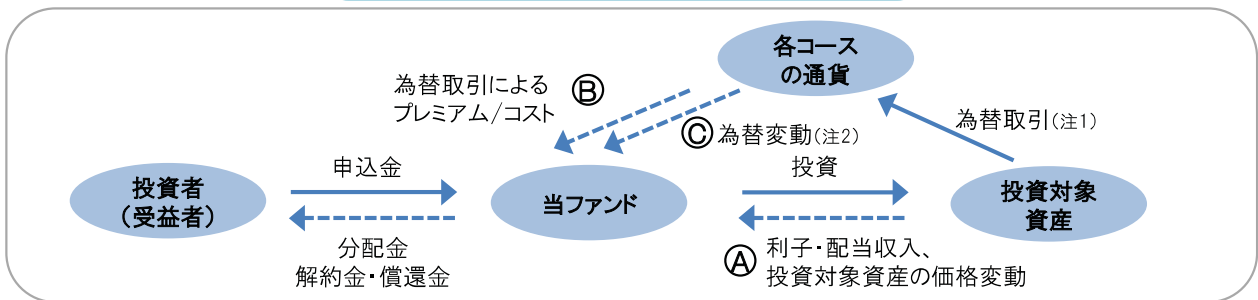 各コース
の通貨
為替取引による
プレミアム/コスト
Ⓑ
Ⓒ為替変動(注2)
為替取引(注1)
投資者
(受益者)
申込金
分配金
解約金・償還金
当ファンド
投資
Ⓐ
利子・配当収入、
投資対象資産の価格変動
投資対象
資産